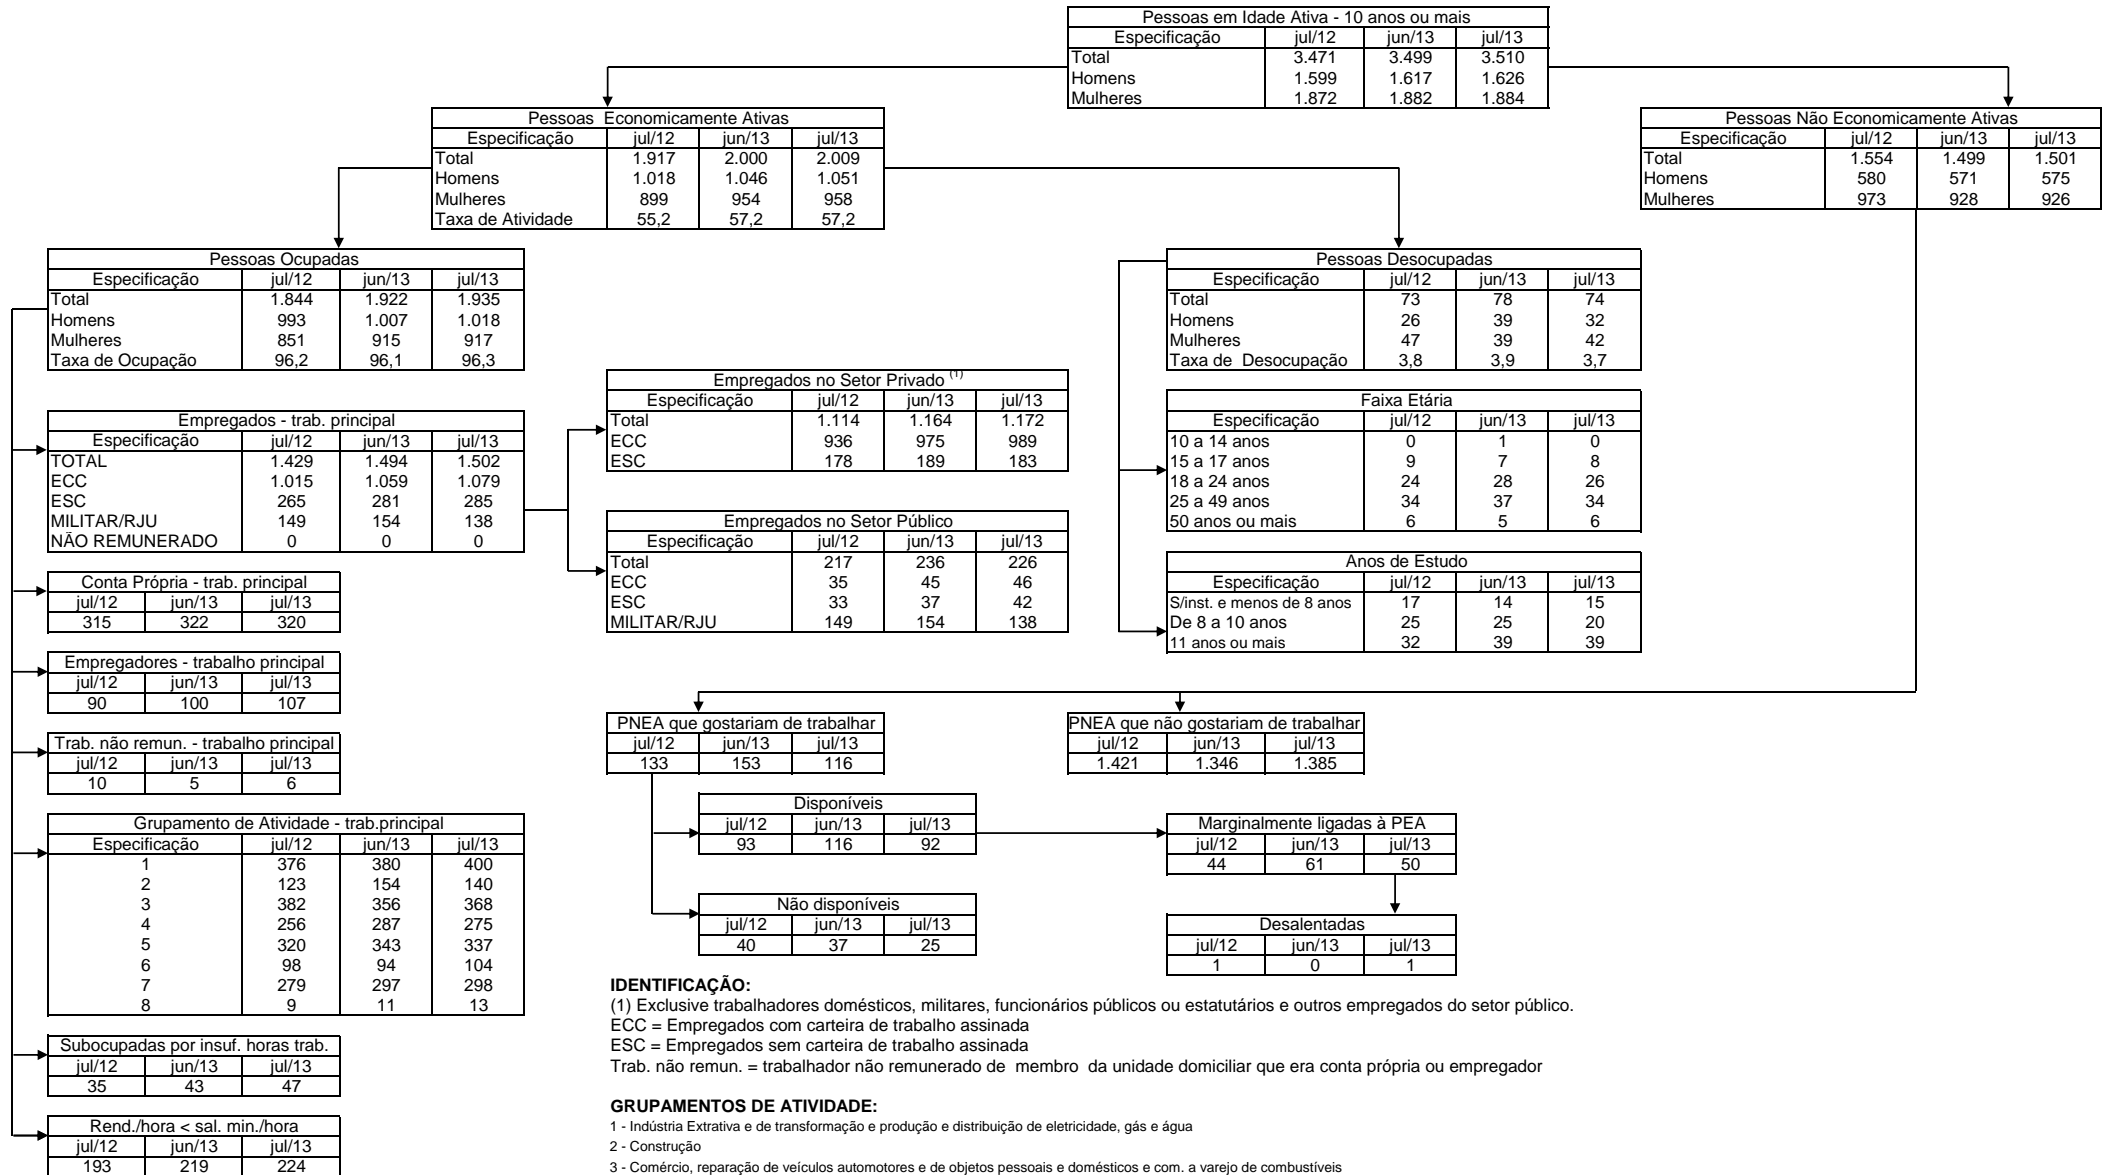 Pessoas em Idade Ativa - 10 anos ou mais
Especificação jul/12 jun/13 jul/13
Total 3.471 3.499 3.510
Homens 1.599 1.617 1.626
Mulheres 1.872 1.882 1.884
Pessoas Economicamente Ativas
Especificação jul/12 jun/13 jul/13
Total 1.917 2.000 2.009
Homens 1.018 1.046 1.051
Mulheres 899 954 958
Taxa de Atividade 55,2 57,2 57,2
Pessoas Não Economicamente Ativas
Especificação jul/12 jun/13 jul/13
Total 1.554 1.499 1.501
Homens 580 571 575
Mulheres 973 928 926
Pessoas Ocupadas
Especificação jul/12 jun/13 jul/13
Total 1.844 1.922 1.935
Homens 993 1.007 1.018
Mulheres 851 915 917
Taxa de Ocupação 96,2 96,1 96,3
Pessoas Desocupadas
Especificação jul/12 jun/13 jul/13
Total 73 78 74
Homens 26 39 32
Mulheres 47 39 42
Taxa de Desocupação 3,8 3,9 3,7
Empregados - trab. principal
Especificação jul/12 jun/13 jul/13
TOTAL 1.429 1.494 1.502
ECC 1.015 1.059 1.079
ESC 265 281 285
MILITAR/RJU 149 154 138
NÃO REMUNERADO 0 0 0
Empregados no Setor Privado (1)
Especificação jul/12 jun/13 jul/13
Total 1.114 1.164 1.172
ECC 936 975 989
ESC 178 189 183
Empregados no Setor Público
Especificação jul/12 jun/13 jul/13
Total 217 236 226
ECC 35 45 46
ESC 33 37 42
MILITAR/RJU 149 154 138
Faixa Etária
Especificação jul/12 jun/13 jul/13
10 a 14 anos 0 1 0
15 a 17 anos 9 7 8
18 a 24 anos 24 28 26
25 a 49 anos 34 37 34
50 anos ou mais 6 5 6
Anos de Estudo
Especificação jul/12 jun/13 jul/13
S/inst. e menos de 8 anos 17 14 15
De 8 a 10 anos 25 25 20
11 anos ou mais 32 39 39
Conta Própria - trab. principal
jul/12 jun/13 jul/13
315 322 320
Empregadores - trabalho principal
jul/12 jun/13 jul/13
90 100 107
Trab. não remun. - trabalho principal
jul/12 jun/13 jul/13
10 5 6
Grupamento de Atividade - trab.principal
Especificação jul/12 jun/13 jul/13
1 376 380 400
2 123 154 140
3 382 356 368
4 256 287 275
5 320 343 337
6 98 94 104
7 279 297 298
8 9 11 13
Subocupadas por insuf. horas trab.
jul/12 jun/13 jul/13
35 43 47
Rend./hora < sal. min./hora
jul/12 jun/13 jul/13
193 219 224
PNEA que gostariam de trabalhar
jul/12 jun/13 jul/13
133 153 116
PNEA que não gostariam de trabalhar
jul/12 jun/13 jul/13
1.421 1.346 1.385
Disponíveis
jul/12 jun/13 jul/13
93 116 92
Marginalmente ligadas à PEA
jul/12 jun/13 jul/13
44 61 50
Não disponíveis
jul/12 jun/13 jul/13
40 37 25
Desalentadas
jul/12 jun/13 jul/13
1 0 1
IDENTIFICAÇÃO:
(1) Exclusive trabalhadores domésticos, militares, funcionários públicos ou estatutários e outros empregados do setor público.
ECC = Empregados com carteira de trabalho assinada
ESC = Empregados sem carteira de trabalho assinada
Trab. não remun. = trabalhador não remunerado de membro da unidade domiciliar que era conta própria ou empregador
GRUPAMENTOS DE ATIVIDADE:
1 - Indústria Extrativa e de transformação e produção e distribuição de eletricidade, gás e água
2 - Construção
3 - Comércio, reparação de veículos automotores e de objetos pessoais e domésticos e com. a varejo de combustíveis